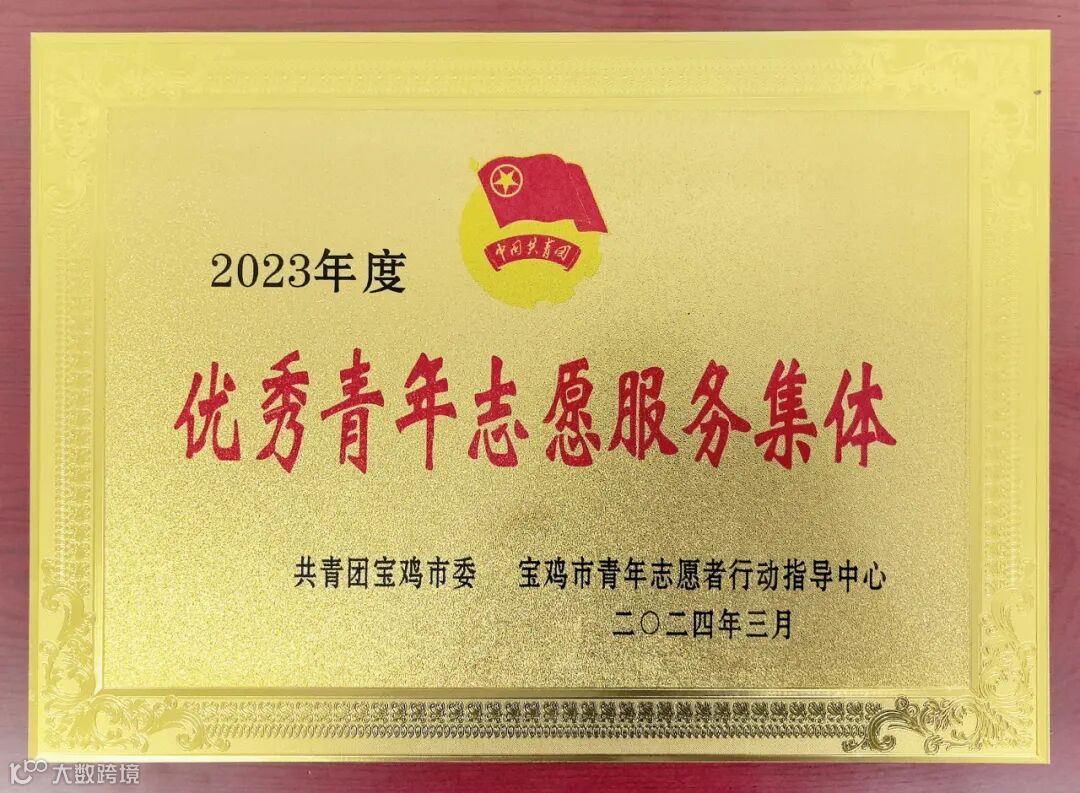 中国共青团
2023年度
优秀青年志愿服务集体
共青团宝鸡市委 宝鸡市青年志愿者行动指导中心
二〇二四年三月
大数跨境